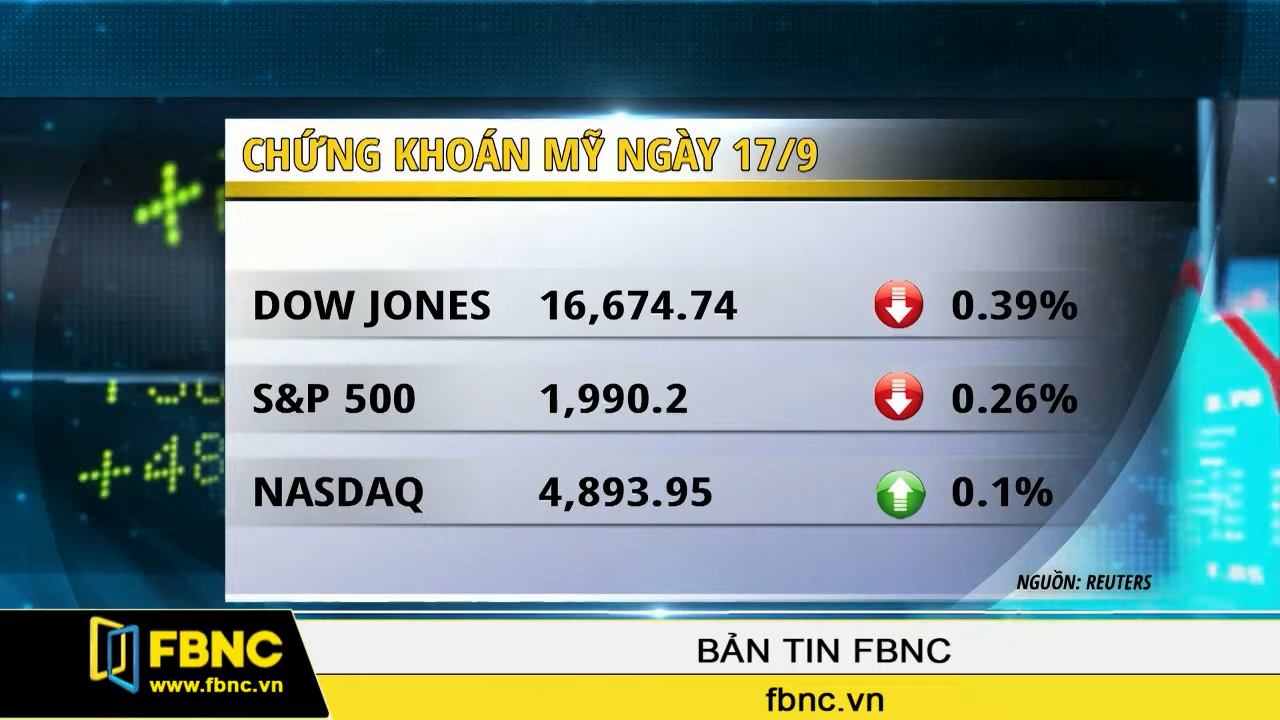 CHỨNG KHOÁN MỸ NGÀY 17/9
DOW JONES 16,674.74 0.39%
S&P 500 1,990.2 0.26%
NASDAQ 4,893.95 0.1%
NGUỒN: REUTERS
+48
FBNC
www.fbnc.vn
BẢN TIN FBNC
fbnc.vn